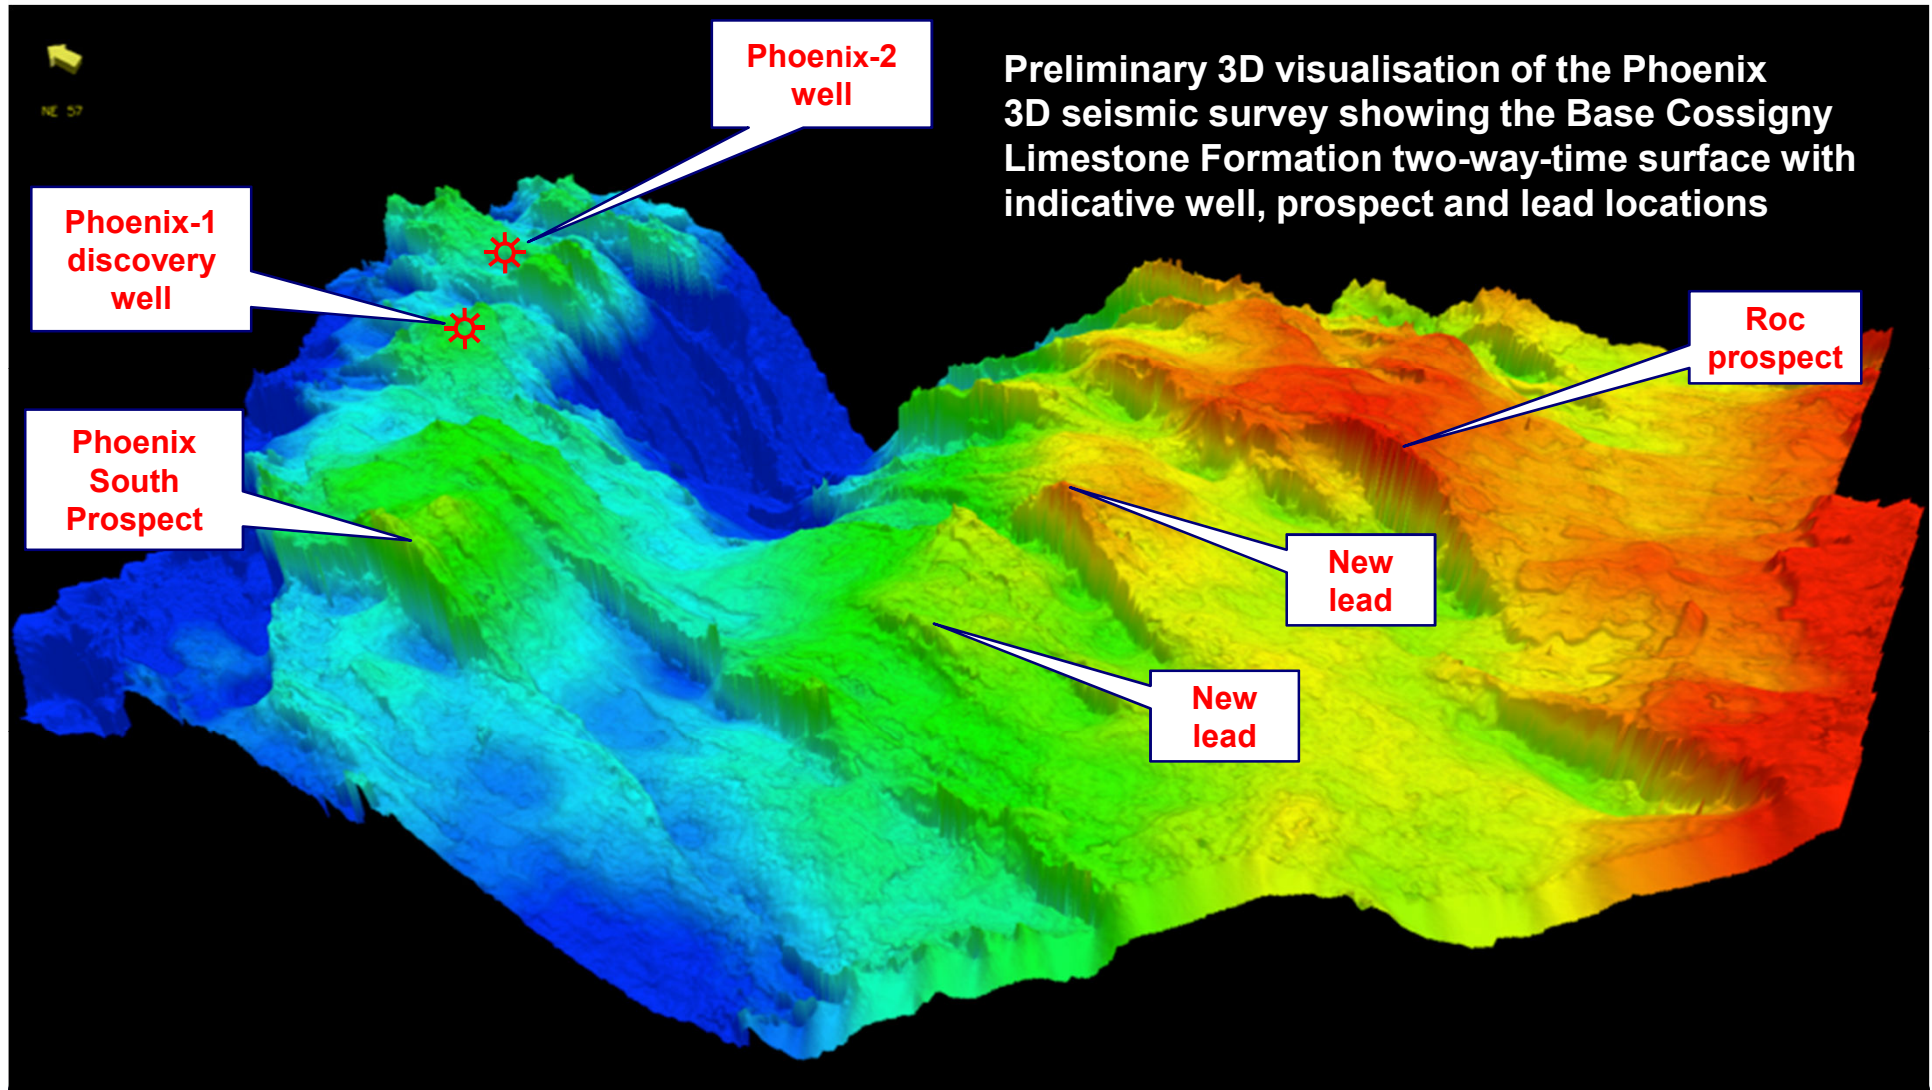 Phoenix-2
well
Preliminary 3D visualisation of the Phoenix
3D seismic survey showing the Base Cossigny
Limestone Formation two-way-time surface with
indicative well, prospect and lead locations
NE 57
Phoenix-1
discovery
well
Roc
prospect
Phoenix
South
Prospect
New
lead
New
lead